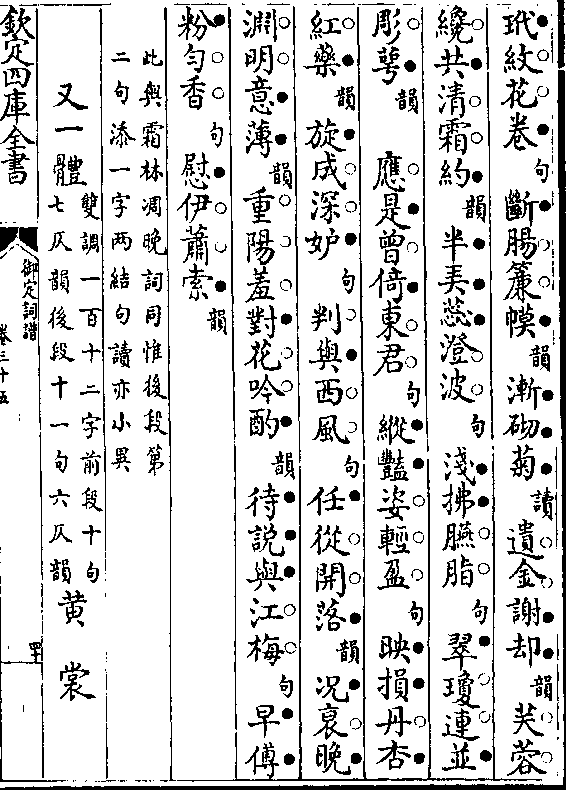 玳紋花卷句斷腸簾幙韻漸砌菊讀遺金謝却韻芙蓉
纔共清霜約韻半弄蕊澄波句淺拂臙脂句翠瓊連並
彫萼韻應是曾倚東君句縱豔姿輕盈句映損丹杏
紅藥韻旋成深妒句判與西風句任從開落韻况衰晚
淵明意薄韻重陽羞對花吟酌韻待説與江梅句早傅
粉勻香句慰伊蕭索韻
此與霜林凋晚詞同惟後段第
二句添一字兩結句讀亦小異
又一體雙調一百十二字前段十句
七仄韻後段十一句六仄韻黄裳
欽定四庫全書
御定詞譜
卷三十五